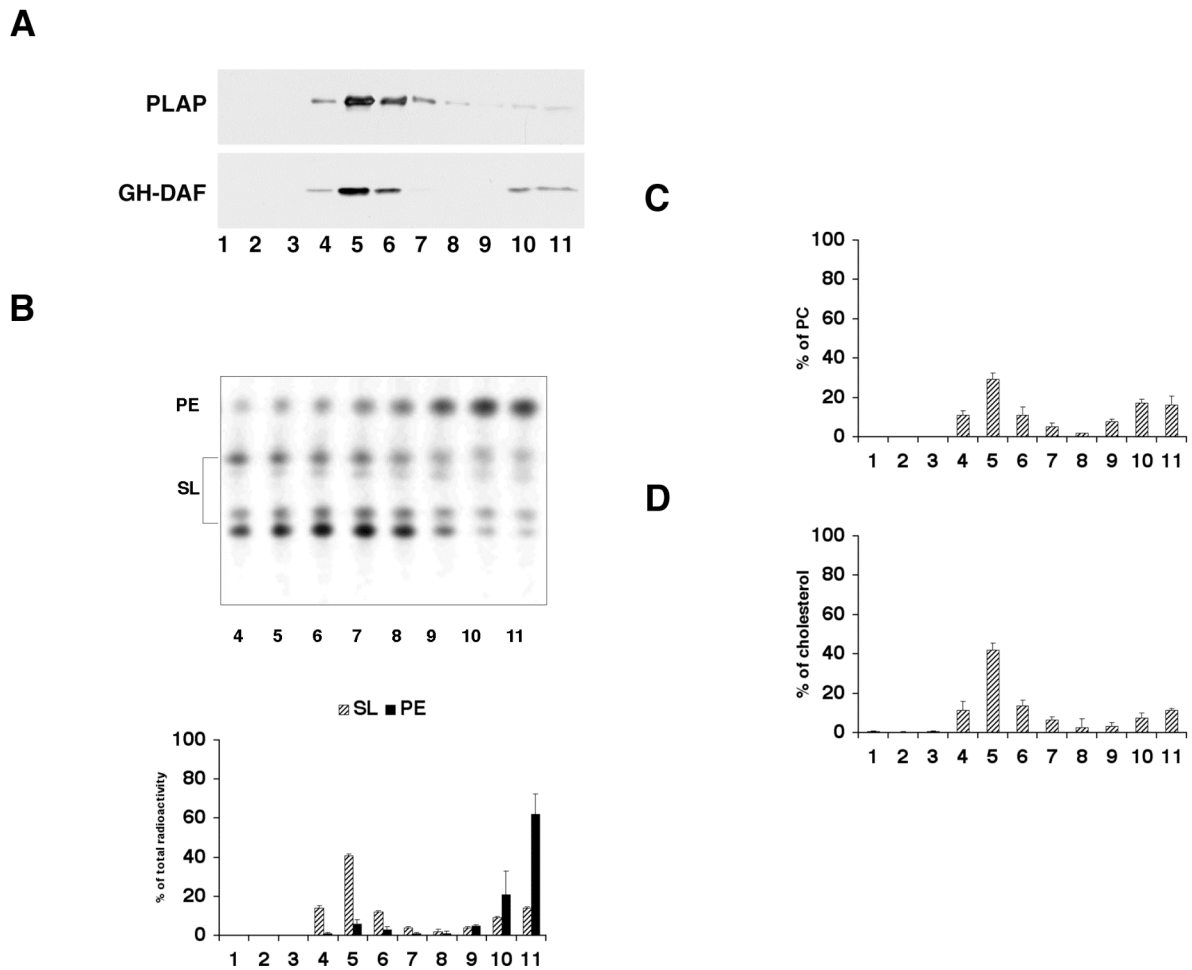 A
PLAP
GH-DAF
1 2 3 4 5 6 7 8 9 10 11
B
PE
SL
4 5 6 7 8 9 10 11
SL PE
% of total radioactivity
100
80
60
40
20
0
1 2 3 4 5 6 7 8 9 10 11
C
% of PC
100
80
60
40
20
0
1 2 3 4 5 6 7 8 9 10 11
D
% of cholesterol
100
80
60
40
20
0
1 2 3 4 5 6 7 8 9 10 11